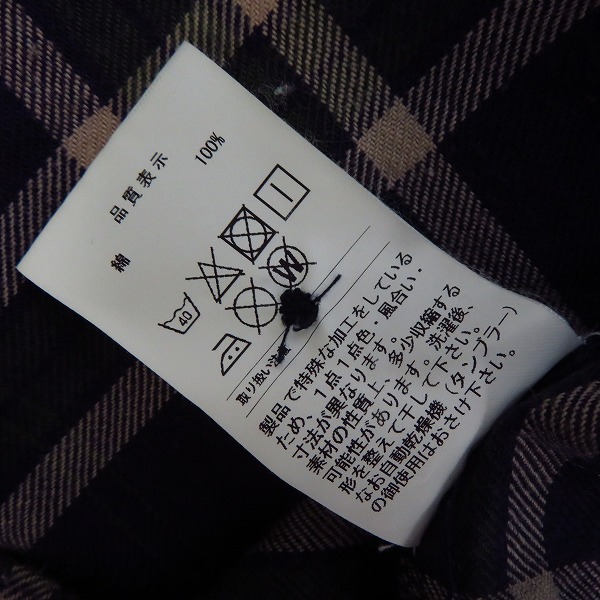 品質表示
綿 100%
40
W
取り扱い注意
製品で特殊な加工をしている
ため、1点1点色・風合い・
寸法が異なります。
素材の性質上、多少収縮する
可能性があります。洗濯後、
形を整えて干して下さい。
なお自動乾燥機(タンブラー)
の御使用はおさけ下さい。